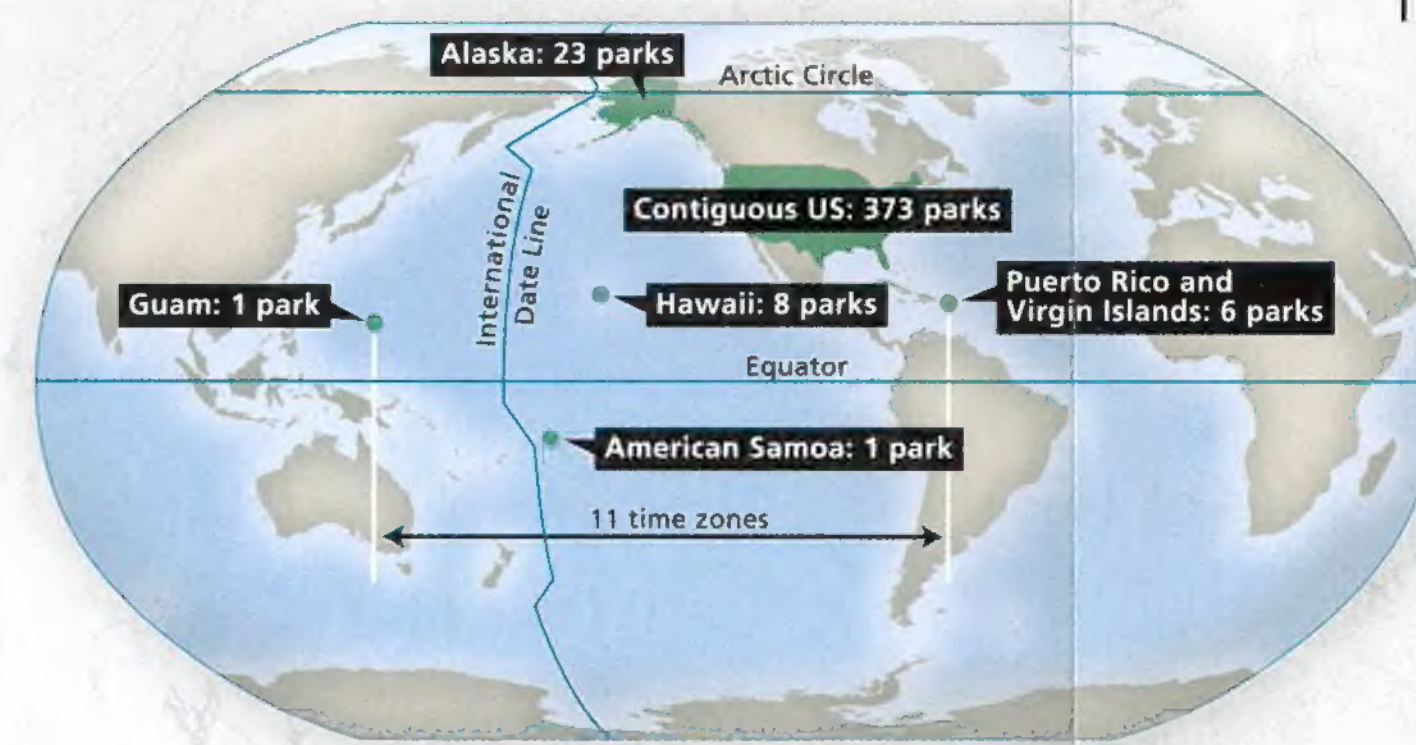 Alaska: 23 parks
Arctic Circle
Contiguous US: 373 parks
International
Date Line
Guam: 1 park
Hawaii: 8 parks
Puerto Rico and
Virgin Islands: 6 parks
Equator
American Samoa: 1 park
11 time zones